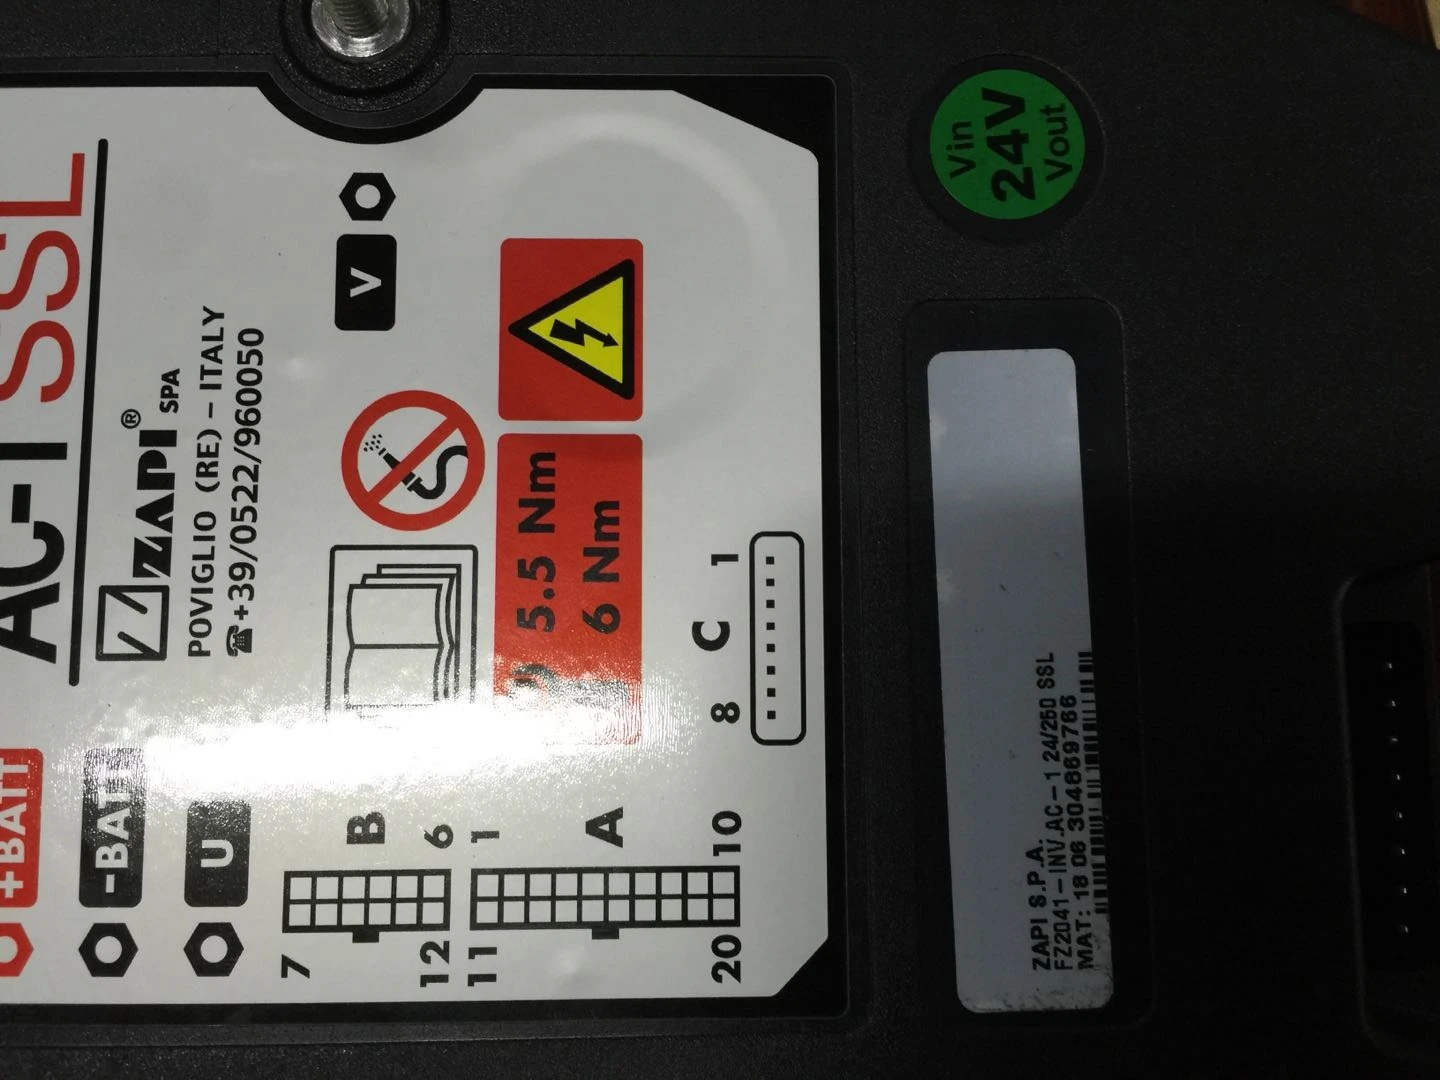 AC-1 SSL
ZAPI® SPA
POVIGLIO (RE) – ITALY
☎+39/0522/960050
+BATT
-BATT
U
V
5.5 Nm
6 Nm
B
7
6
12
1
11
A
10
20
8 C 1
Vin
24V
Vout
ZAPI S.P.A.
FZ2041-INV.AC-1 24/250 SSL
MAT: 18 06 304869766